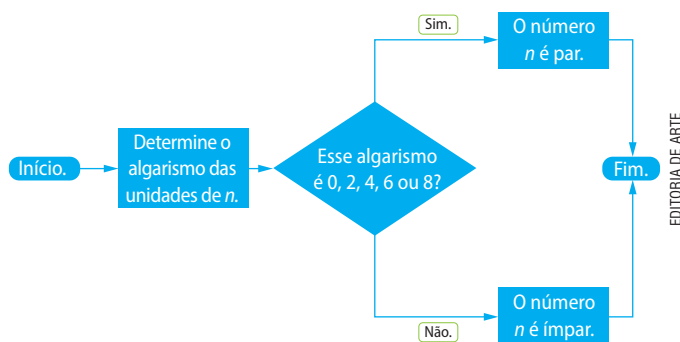 Início.
Determine o
algarismo das
unidades de n.
Esse algarismo
é 0, 2, 4, 6 ou 8?
Sim.
O número
n é par.
Não.
O número
n é ímpar.
Fim.
EDITORIA DE ARTE